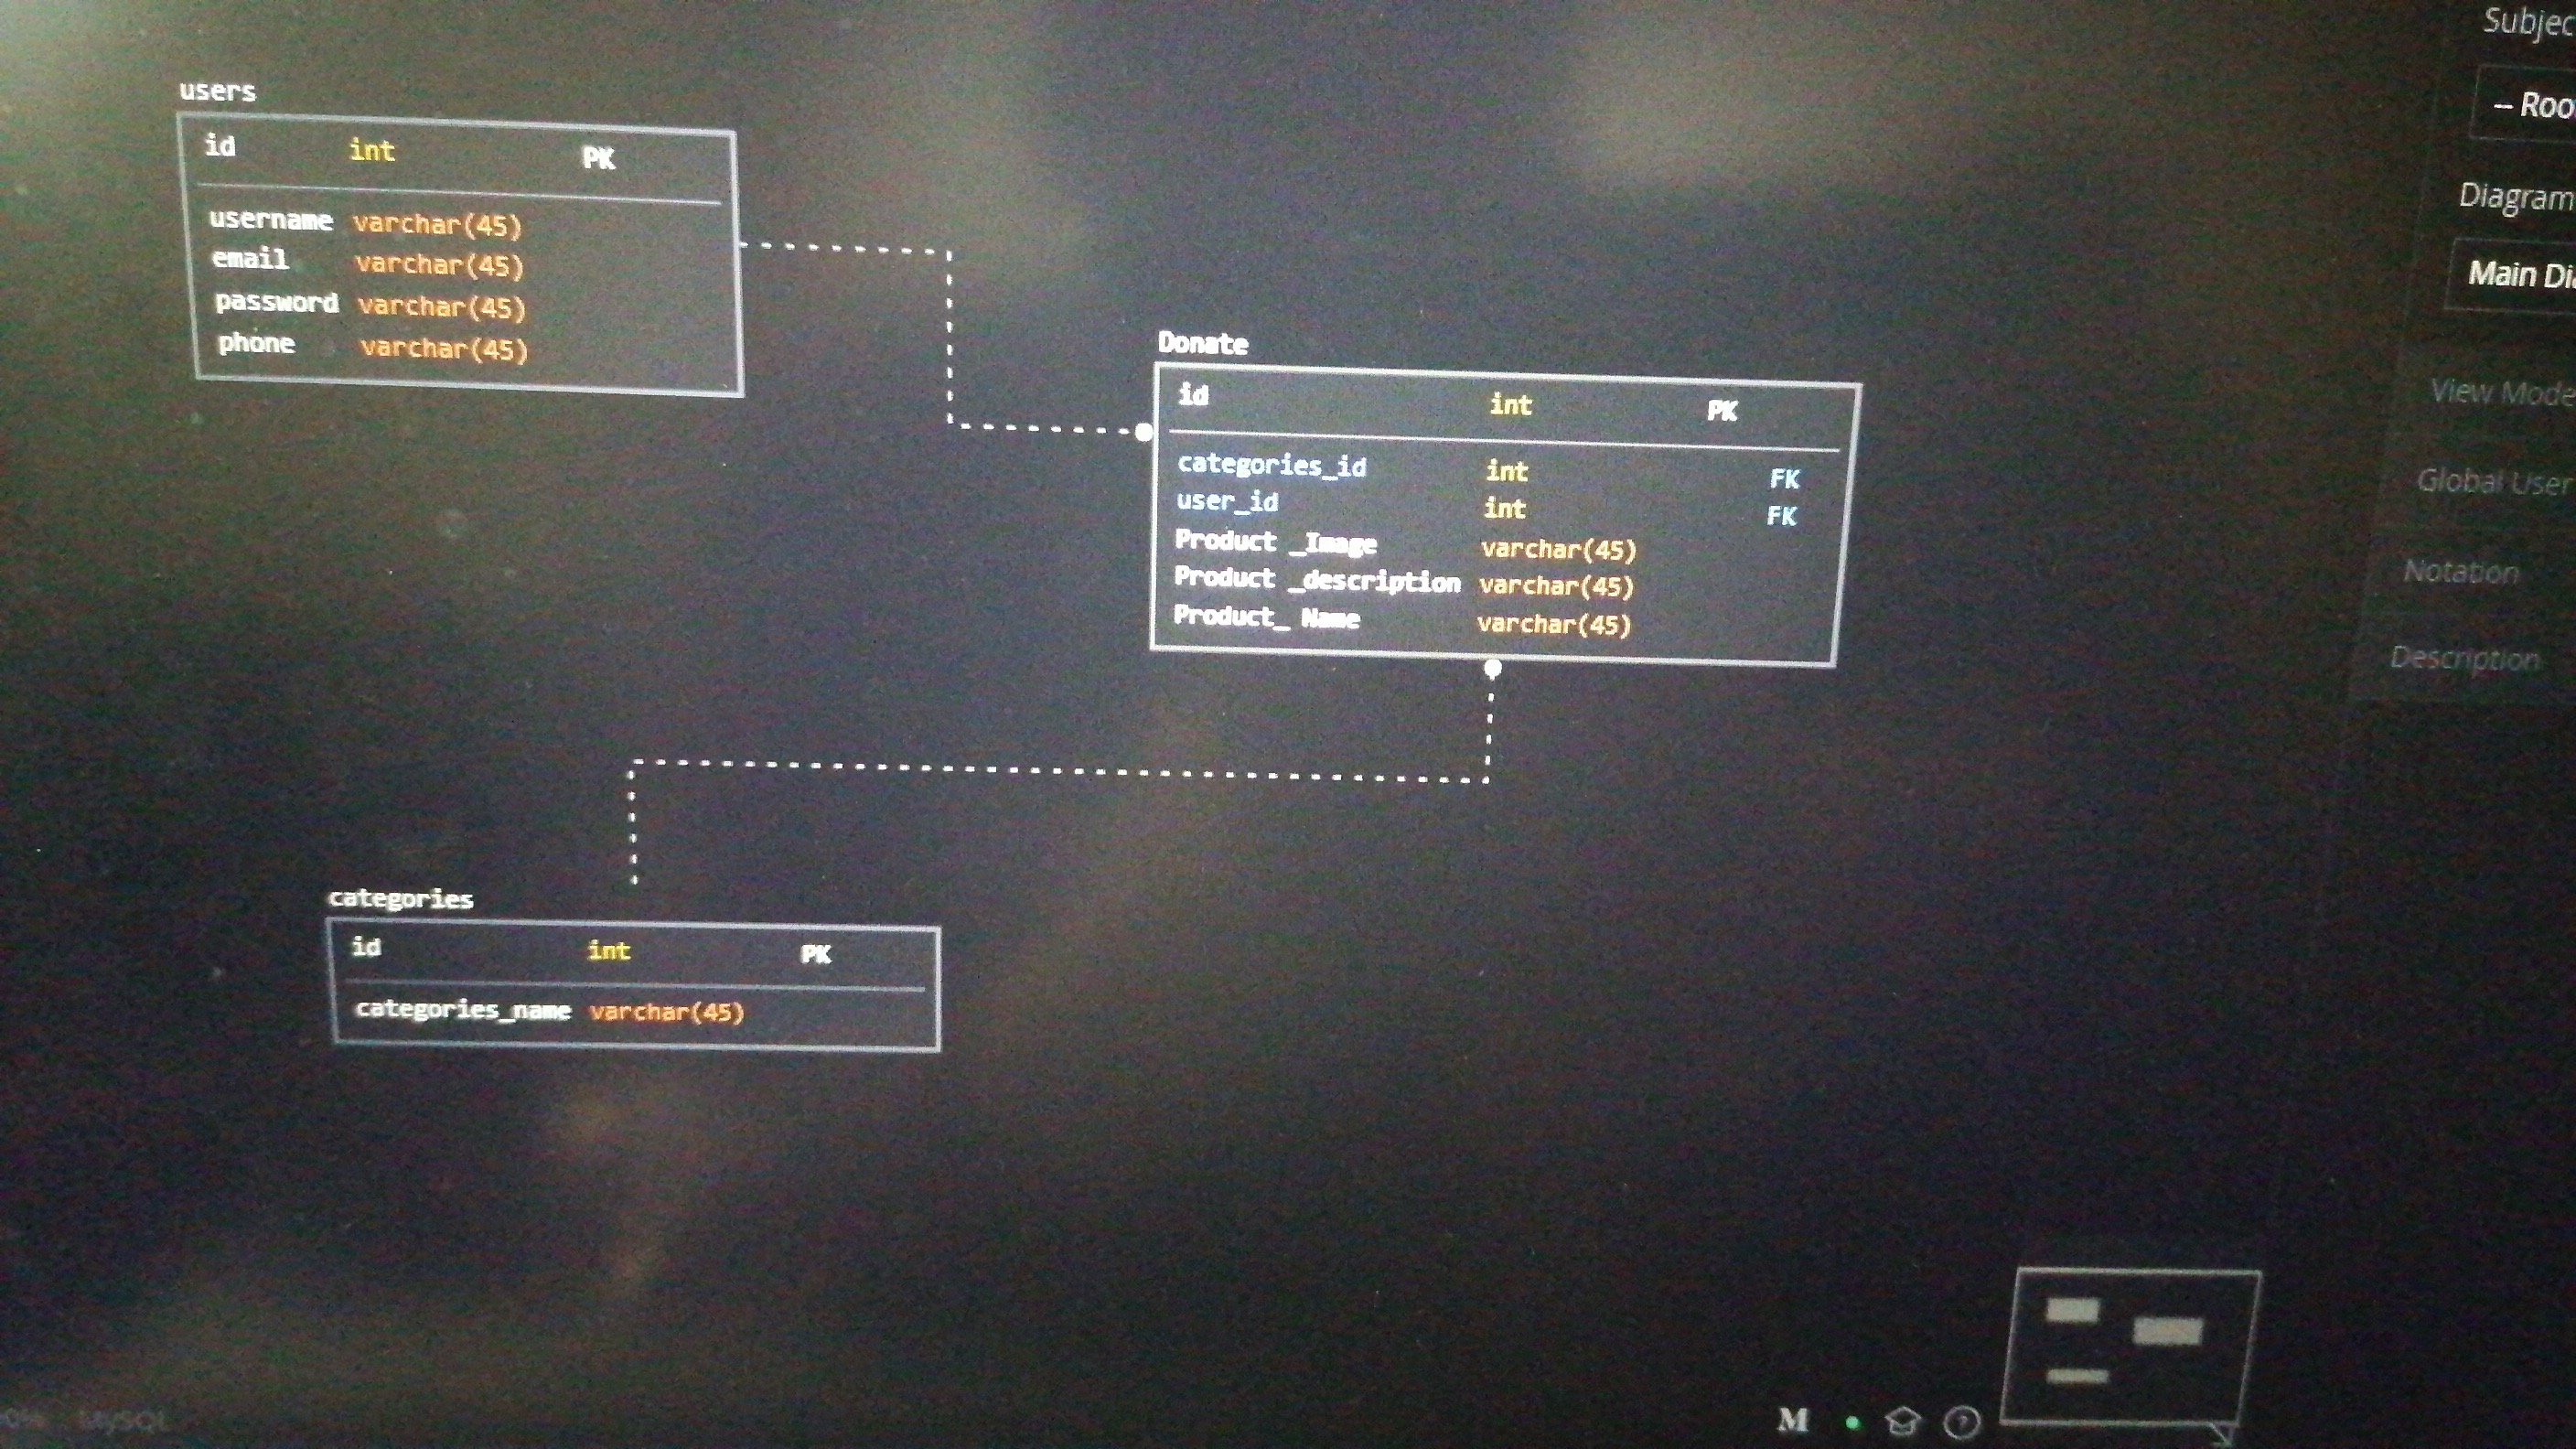 users
id int PK
username varchar(45)
email varchar(45)
password varchar(45)
phone varchar(45)
Donate
id int PK
categories_id int FK
user_id int FK
Product _Image varchar(45)
Product _description varchar(45)
Product_ Name varchar(45)
categories
id int PK
categories_name varchar(45)
Subjec
-- Roo
Diagram
Main Dia
View Mode
Global User
Notation
Description
MySQL
M
?